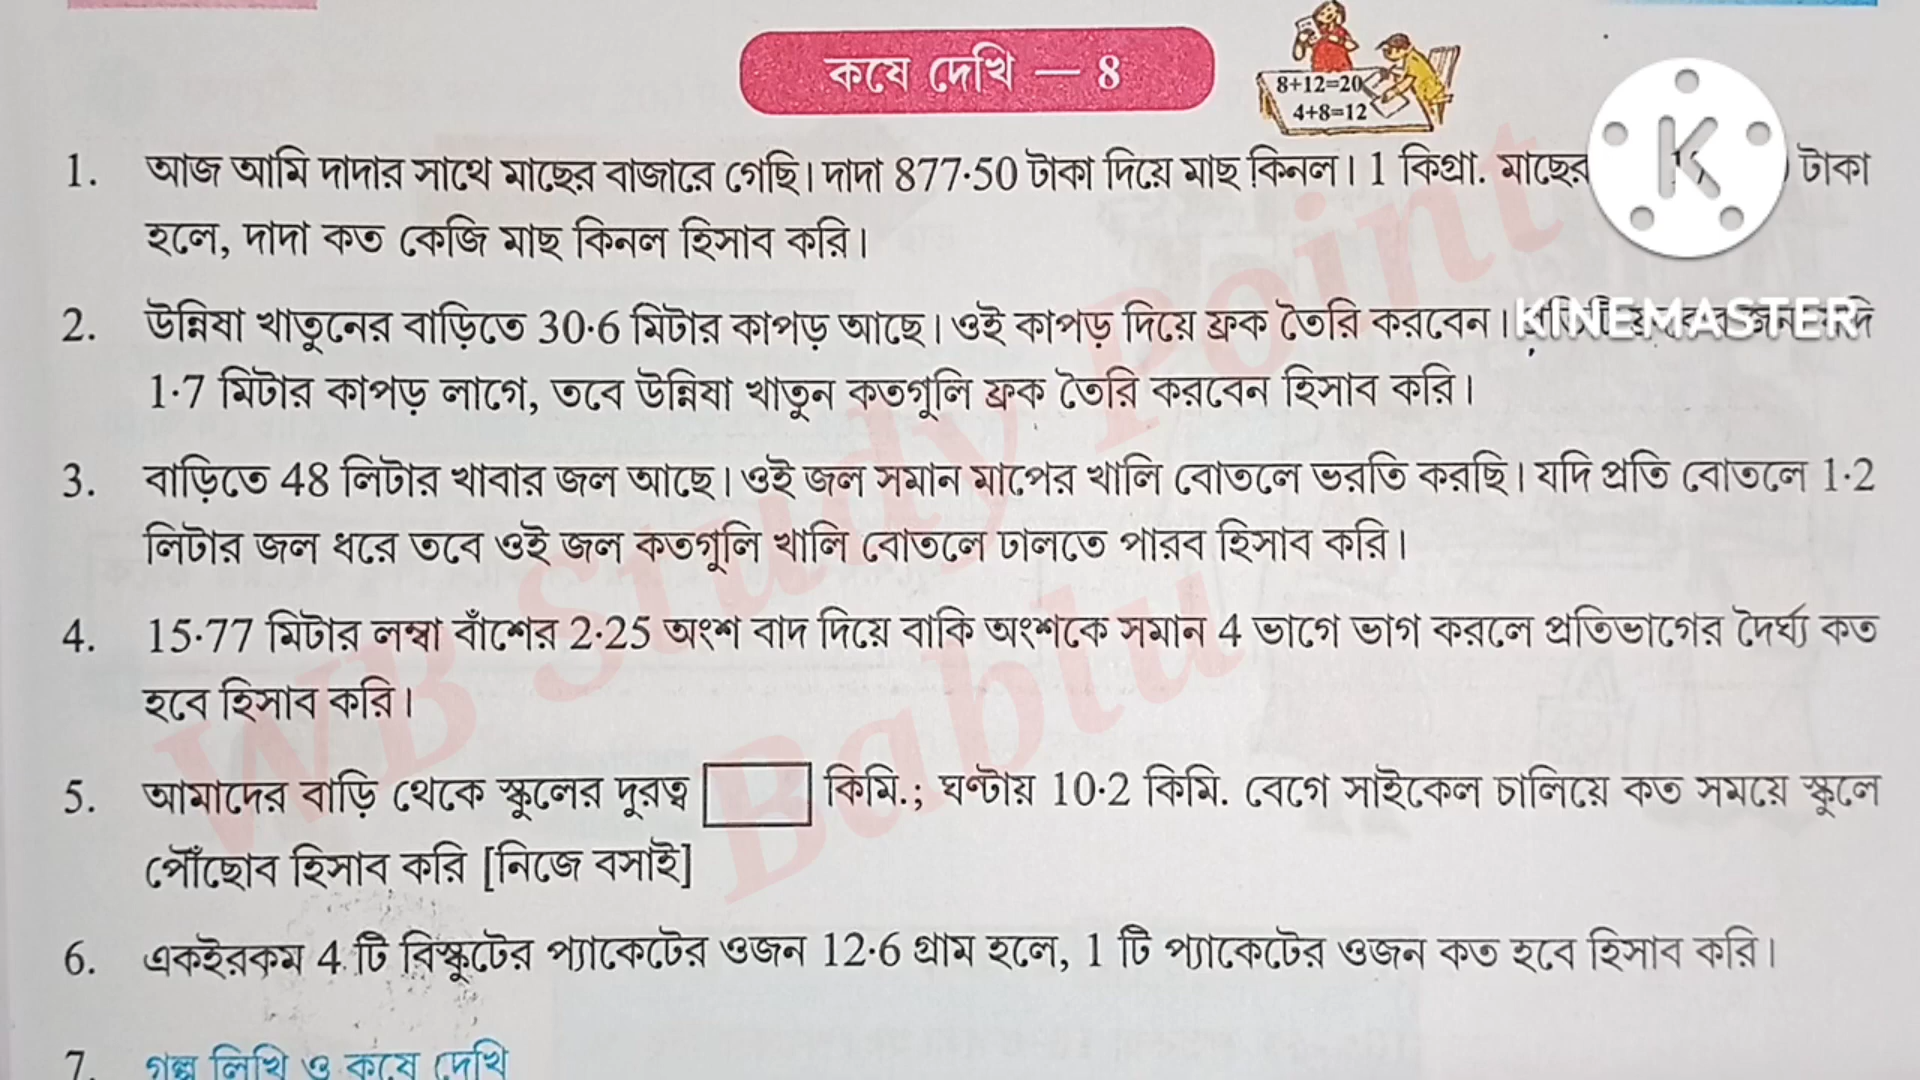 কষে দেখি — 8
8+12=20
4+8=12
1. আজ আমি দাদার সাথে মাছের বাজারে গেছি। দাদা 877·50 টাকা দিয়ে মাছ কিনল। 1 কিগ্রা. মাছের টাকা
হলে, দাদা কত কেজি মাছ কিনল হিসাব করি।
2. উন্নিষা খাতুনের বাড়িতে 30·6 মিটার কাপড় আছে। ওই কাপড় দিয়ে ফ্রক তৈরি করবেন।
KINEMASTER
1·7 মিটার কাপড় লাগে, তবে উন্নিষা খাতুন কতগুলি ফ্রক তৈরি করবেন হিসাব করি।
3. বাড়িতে 48 লিটার খাবার জল আছে। ওই জল সমান মাপের খালি বোতলে ভরতি করছি। যদি প্রতি বোতলে 1·2
লিটার জল ধরে তবে ওই জল কতগুলি খালি বোতলে ঢালতে পারব হিসাব করি।
4. 15·77 মিটার লম্বা বাঁশের 2·25 অংশ বাদ দিয়ে বাকি অংশকে সমান 4 ভাগে ভাগ করলে প্রতিভাগের দৈর্ঘ্য কত
হবে হিসাব করি।
5. আমাদের বাড়ি থেকে স্কুলের দূরত্ব কিমি.; ঘণ্টায় 10·2 কিমি. বেগে সাইকেল চালিয়ে কত সময়ে স্কুলে
পৌঁছোব হিসাব করি [নিজে বসাই]
6. একইরকম 4 টি বিস্কুটের প্যাকেটের ওজন 12·6 গ্রাম হলে, 1 টি প্যাকেটের ওজন কত হবে হিসাব করি।
7. গল্প লিখি ও কষে দেখি
WB Study Point
Bablu